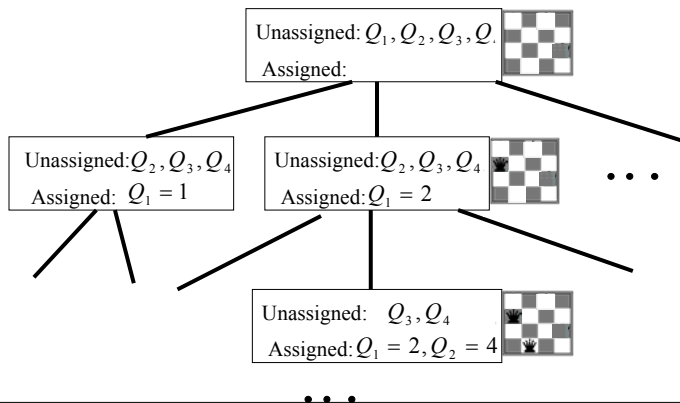 Unassigned: Q₁, Q₂, Q₃, Q
Assigned:
Unassigned: Q₂, Q₃, Q₄
Assigned: Q₁ = 1
Unassigned: Q₂, Q₃, Q₄
Assigned: Q₁ = 2
• • •
Unassigned: Q₃, Q₄
Assigned: Q₁ = 2, Q₂ = 4
• • •